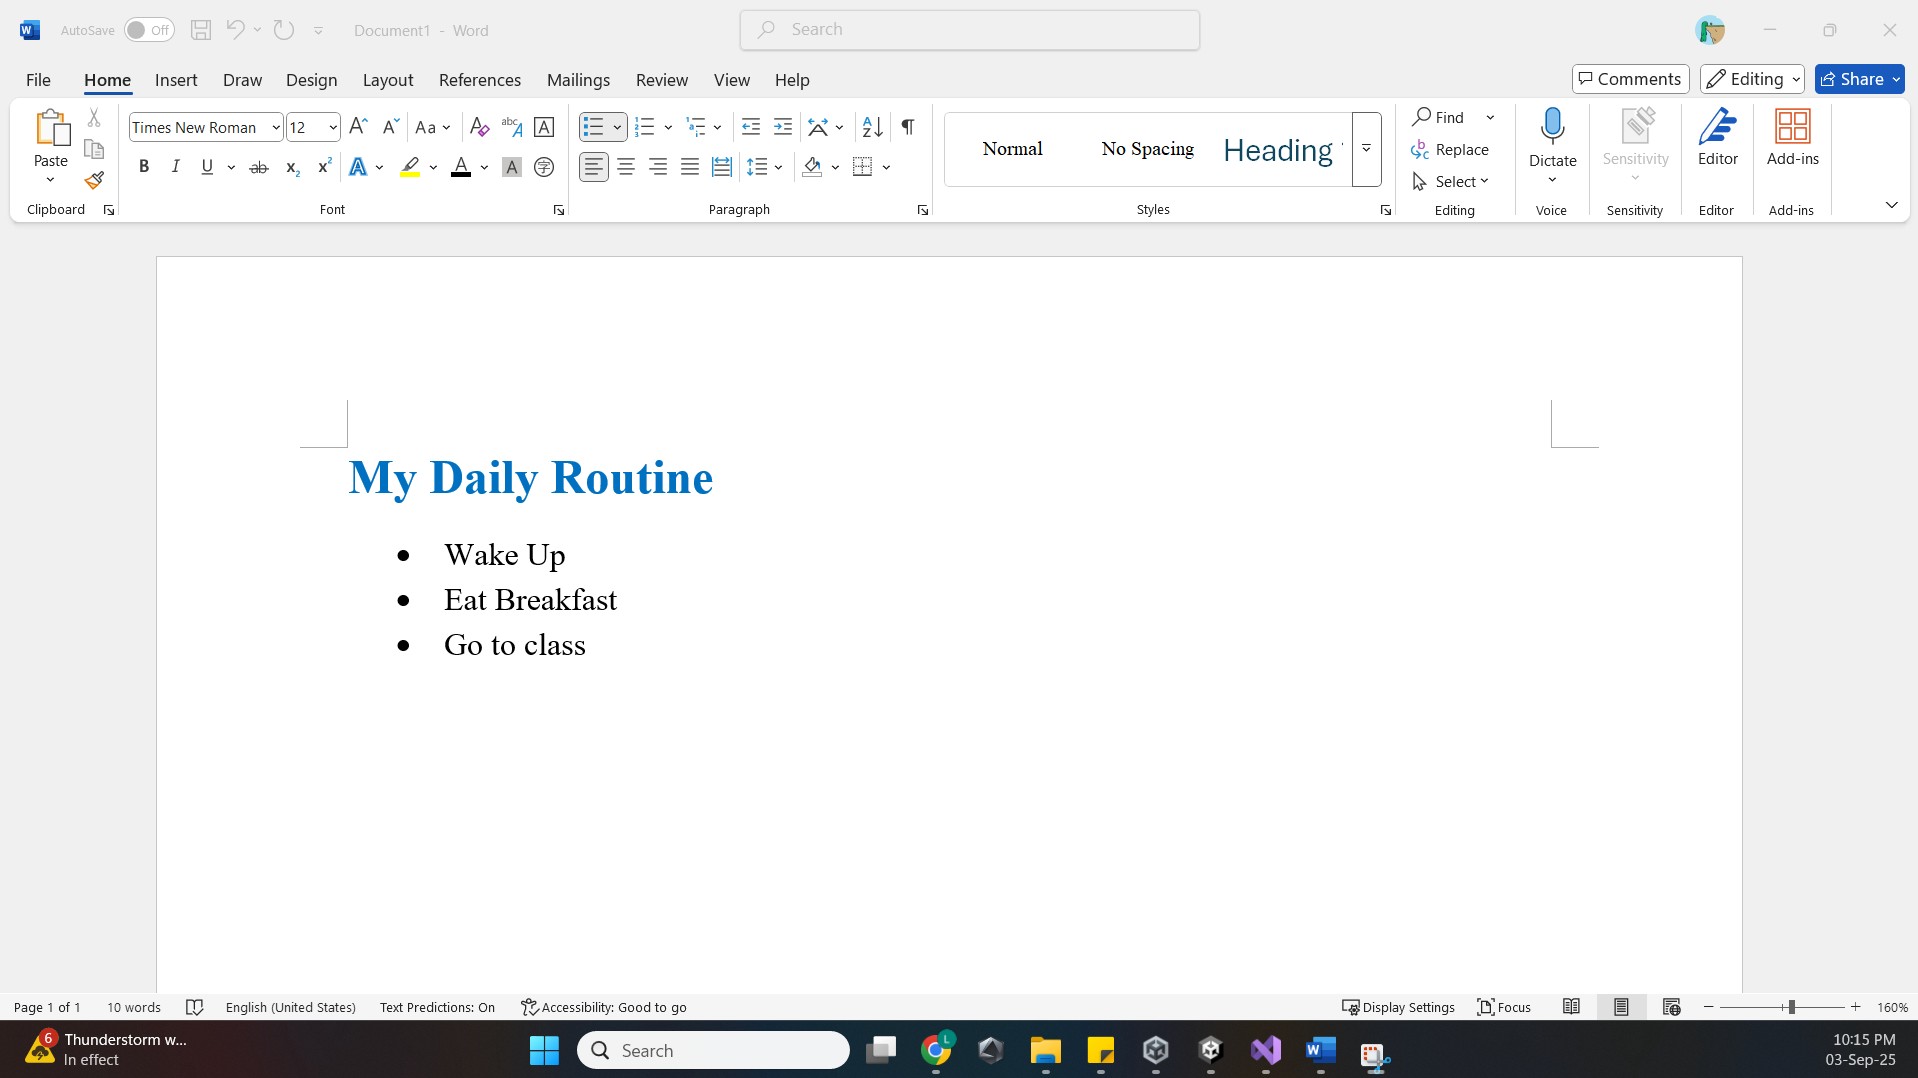 AutoSave Off Document1 - Word Search
File Home Insert Draw Design Layout References Mailings Review View Help Comments Editing Share
Paste
Times New Roman 12
Aa
B I U ab x² x₂ A A A
Normal No Spacing Heading
Find
Replace
Select
Dictate
Sensitivity
Editor
Add-ins
Clipboard Font Paragraph Styles Editing Voice Sensitivity Editor Add-ins
My Daily Routine
• Wake Up
• Eat Breakfast
• Go to class
Page 1 of 1 10 words English (United States) Text Predictions: On Accessibility: Good to go Display Settings Focus 160%
6
Thunderstorm w...
In effect
Search
L
10:15 PM
03-Sep-25